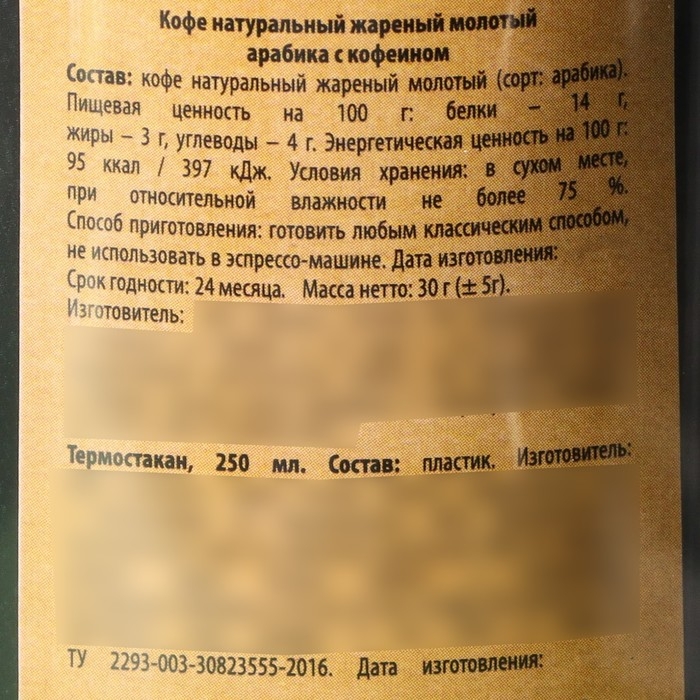 Кофе натуральный жареный молотый
арабика с кофеином
Состав: кофе натуральный жареный молотый (сорт: арабика).
Пищевая ценность на 100 г: белки – 14 г,
жиры – 3 г, углеводы – 4 г. Энергетическая ценность на 100 г:
95 ккал / 397 кДж. Условия хранения: в сухом месте,
при относительной влажности не более 75 %.
Способ приготовления: готовить любым классическим способом,
не использовать в эспрессо-машине. Дата изготовления:
Срок годности: 24 месяца. Масса нетто: 30 г (± 5г).
Изготовитель:
Термостакан, 250 мл. Состав: пластик. Изготовитель:
ТУ 2293-003-30823555-2016. Дата изготовления: